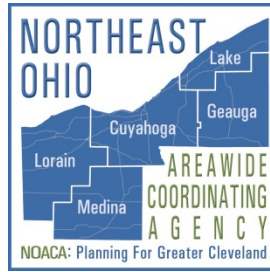 NORTHEAST
OHIO
Lake
Geauga
Cuyahoga
Lorain
Medina
AREAWIDE
COORDINATING
AGENCY
NOACA: Planning For Greater Cleveland